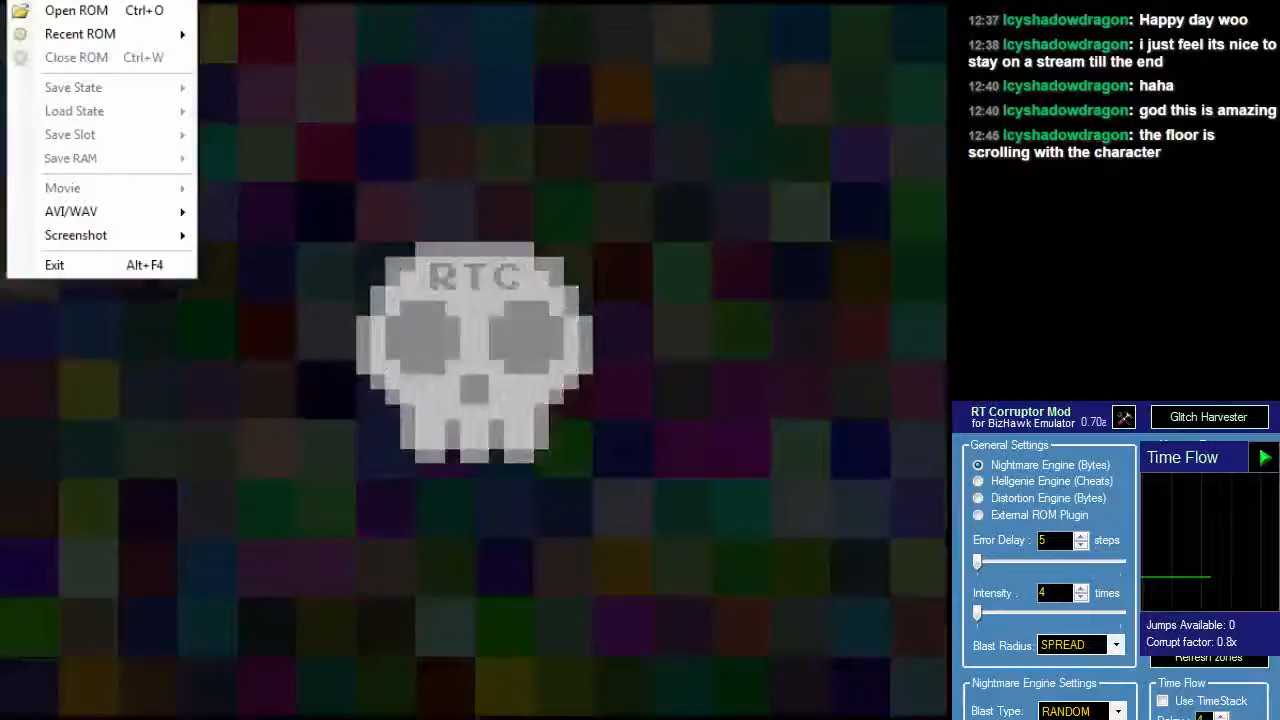 Open ROM Ctrl+O
Recent ROM
Close ROM Ctrl+W
Save State
Load State
Save Slot
Save RAM
Movie
AVI/WAV
Screenshot
Exit Alt+F4
RTC
12:37 Icyshadowdragon: Happy day woo
12:38 Icyshadowdragon: i just feel its nice to
stay on a stream till the end
12:40 Icyshadowdragon: haha
12:40 Icyshadowdragon: god this is amazing
12:45 Icyshadowdragon: the floor is
scrolling with the character
RT Corruptor Mod
for BizHawk Emulator 0.70a
Glitch Harvester
General Settings
Nightmare Engine (Bytes)
Hellgenie Engine (Cheats)
Distortion Engine (Bytes)
External ROM Plugin
Error Delay : 5 steps
Intensity : 4 times
Blast Radius: SPREAD
Time Flow
Jumps Available: 0
Corrupt factor: 0.8x
Refresh zones
Nightmare Engine Settings
Blast Type: RANDOM
Time Flow
Use TimeStack